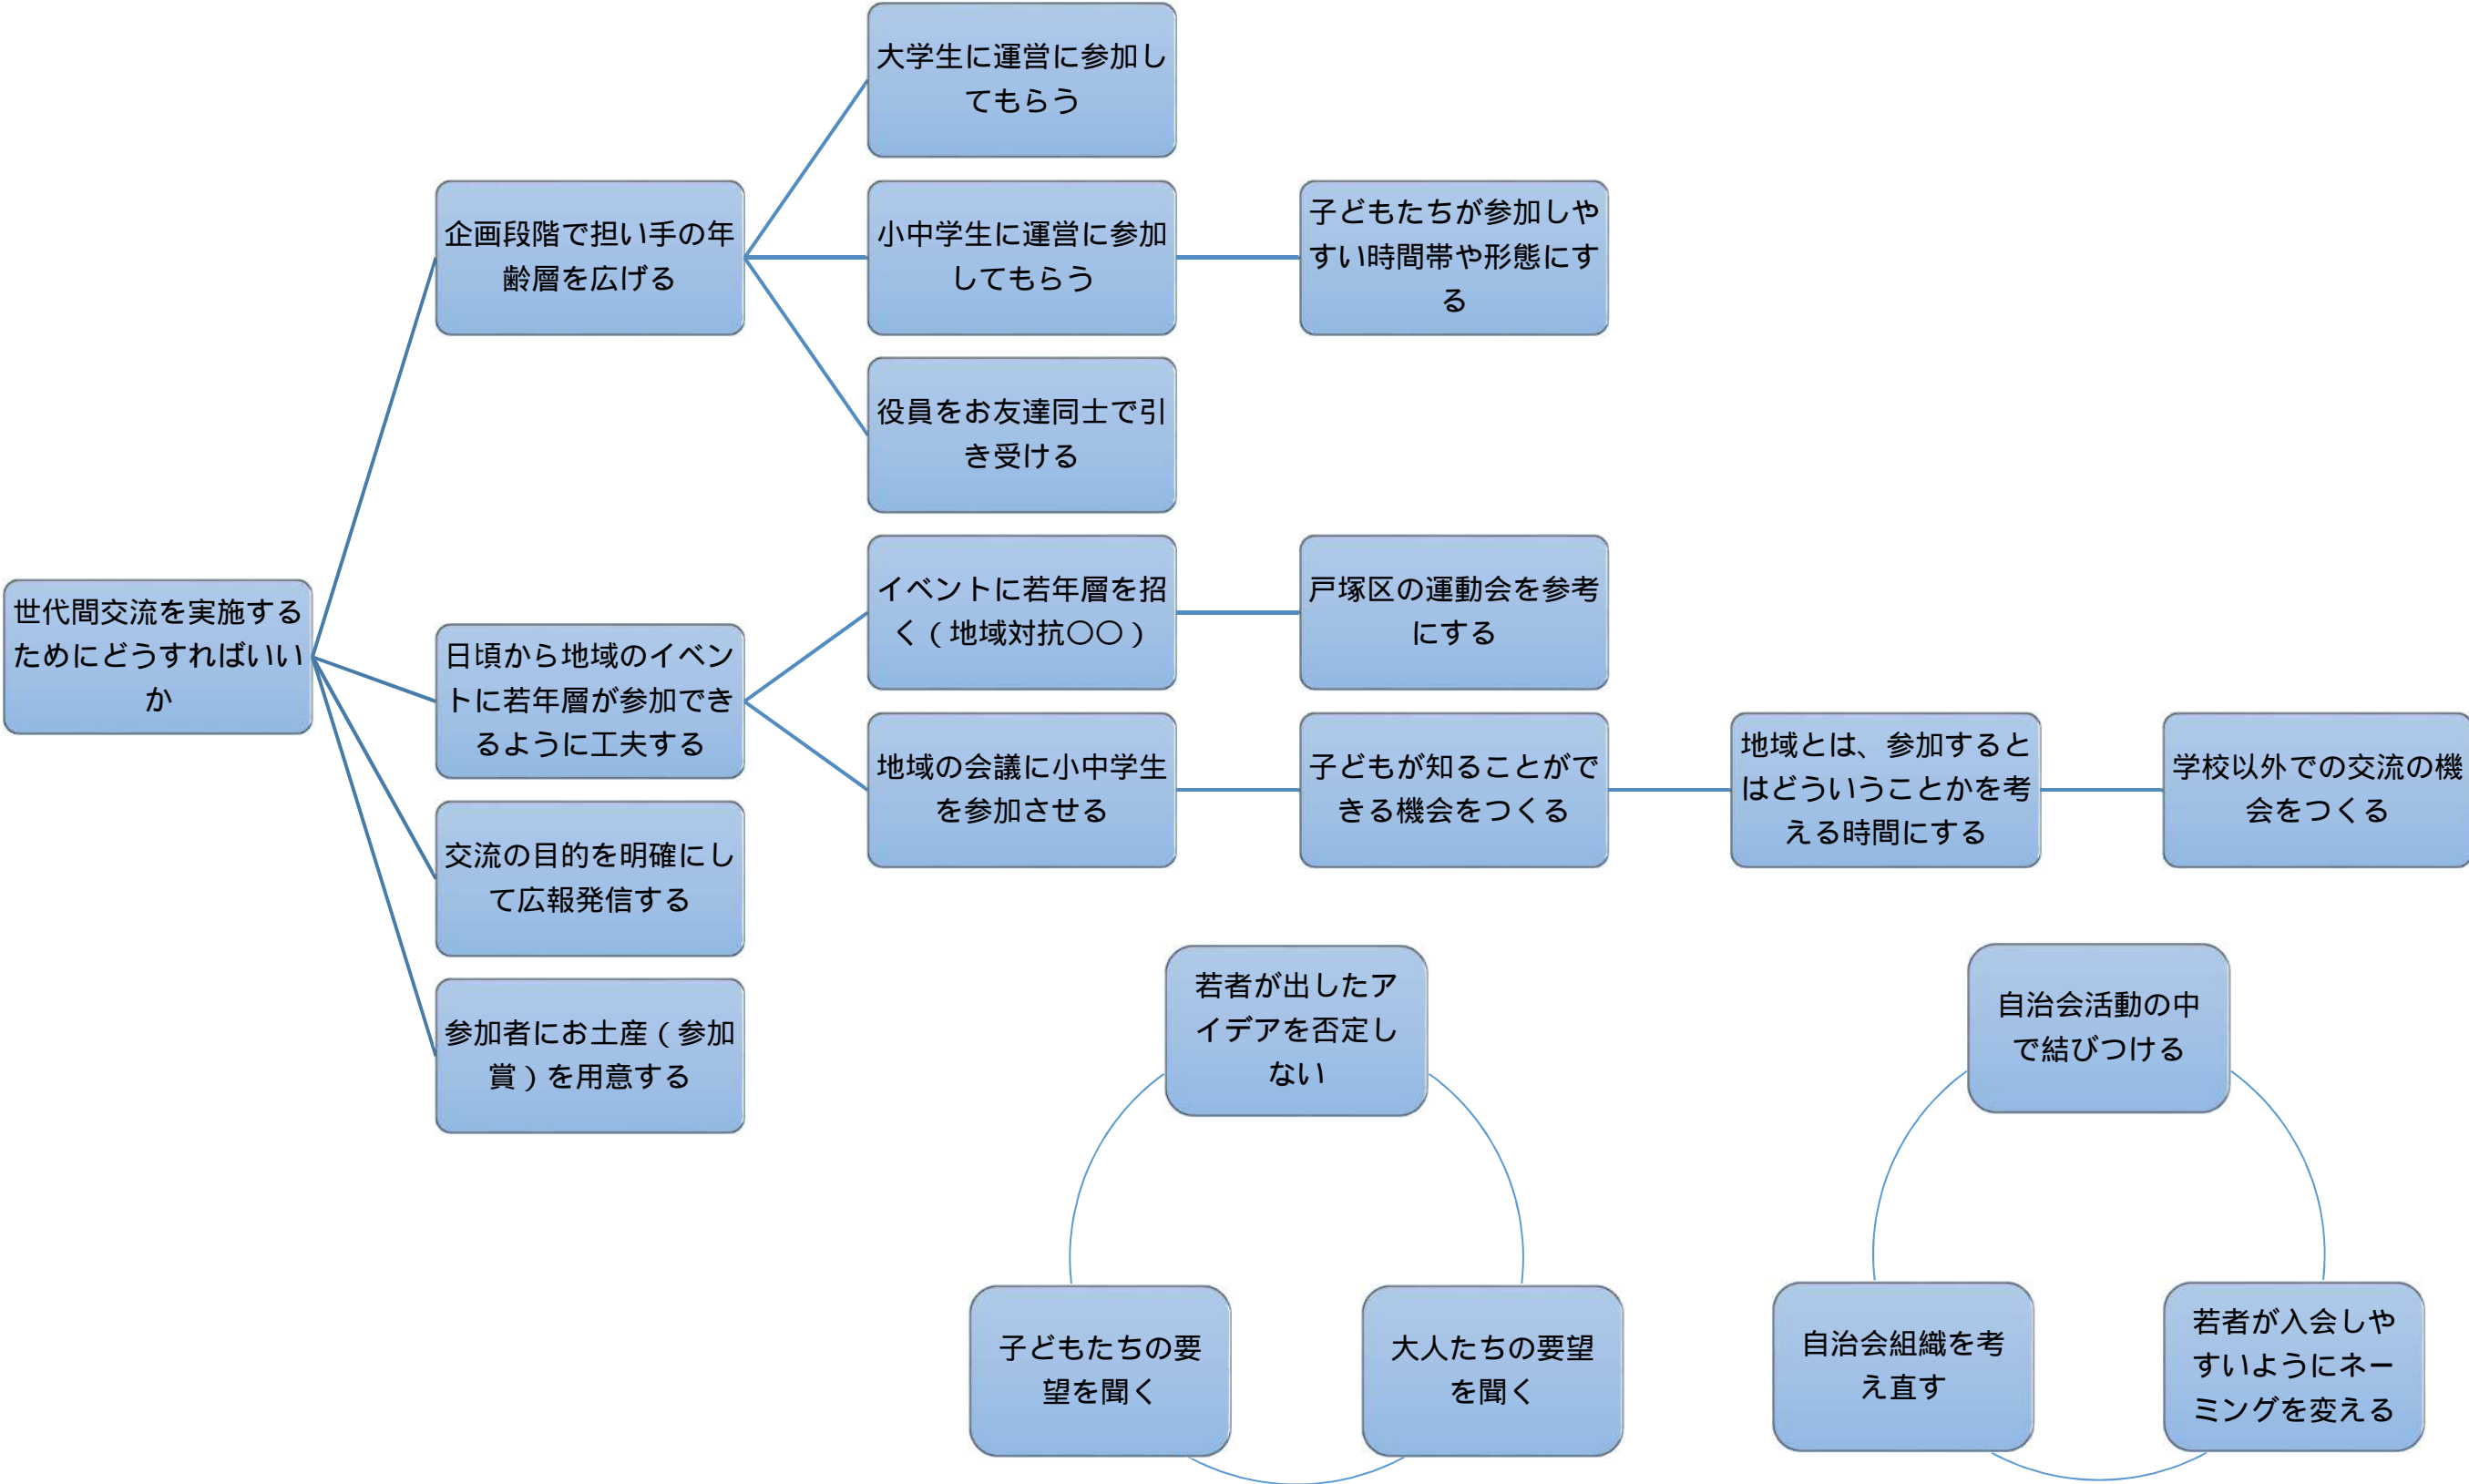 大学生に運営に参加し
てもらう
企画段階で担い手の年
齢層を広げる
小中学生に運営に参加
してもらう
子どもたちが参加しや
すい時間帯や形態にす
る
役員をお友達同士で引
き受ける
世代間交流を実施する
ためにどうすればいい
か
日頃から地域のイベン
トに若年層が参加でき
るように工夫する
イベントに若年層を招
く(地域対抗〇〇)
戸塚区の運動会を参考
にする
地域の会議に小中学生
を参加させる
子どもが知ることがで
きる機会をつくる
地域とは、参加すると
はどういうことかを考
える時間にする
学校以外での交流の機
会をつくる
交流の目的を明確にし
て広報発信する
参加者にお土産(参加
賞)を用意する
若者が出したア
イデアを否定し
ない
子どもたちの要
望を聞く
大人たちの要望
を聞く
自治会活動の中
で結びつける
自治会組織を考
え直す
若者が入会しや
すいようにネー
ミングを変える